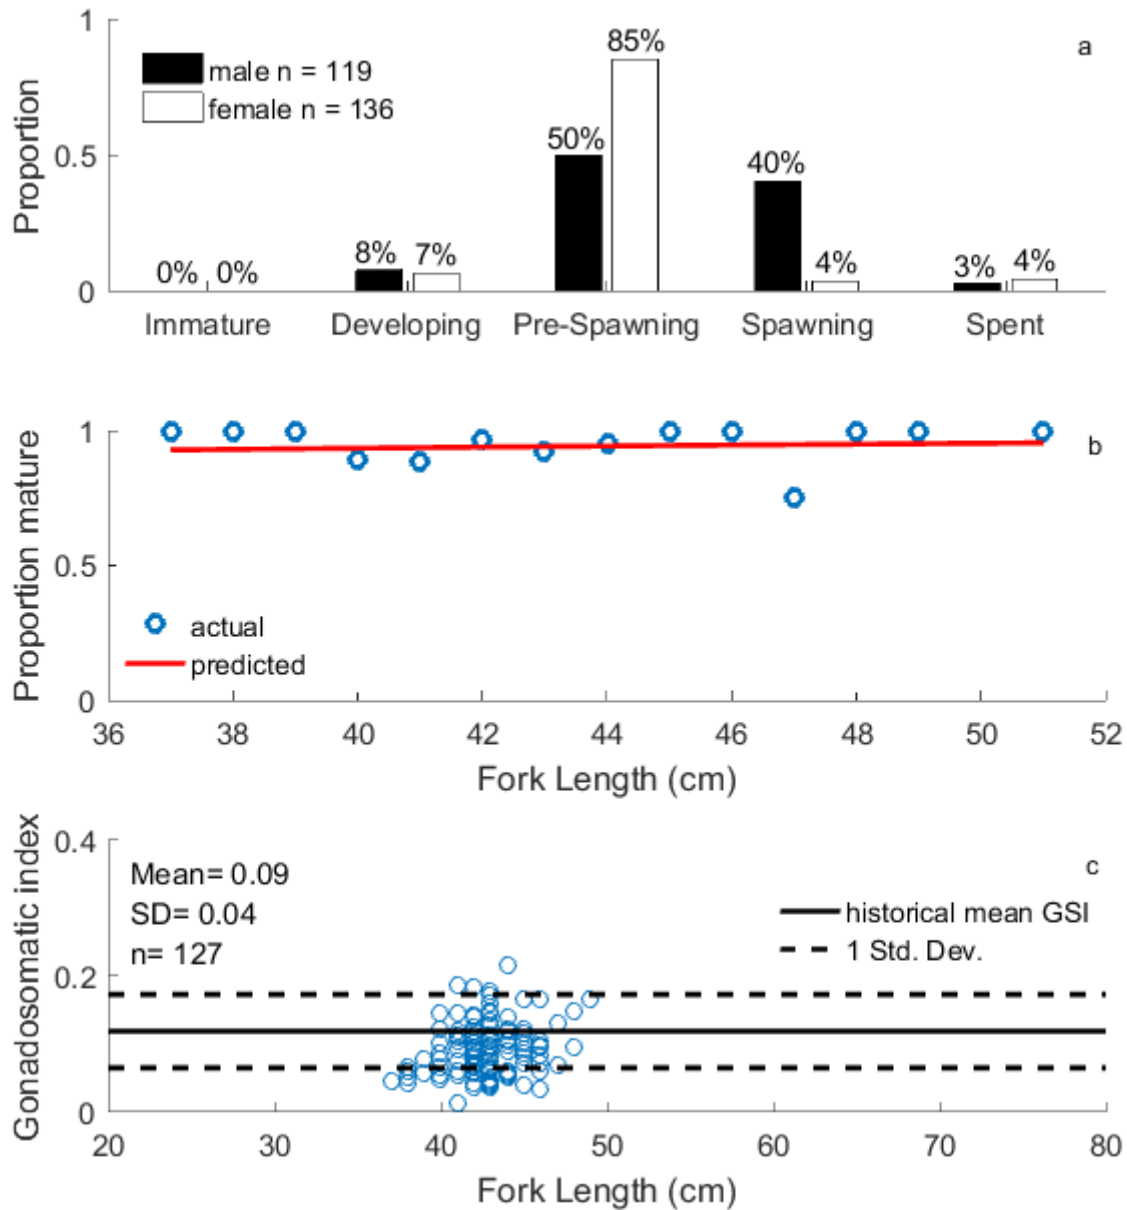 1
a
85%
male n = 119
female n = 136
Proportion
50%
0.5
40%
8%
7%
4%
3%
4%
0%
0%
0
Immature
Developing
Pre-Spawning
Spawning
Spent
1
b
Proportion mature
0.5
actual
predicted
0
36
38
40
42
44
46
48
50
52
Fork Length (cm)
0.4
c
Gonadosomatic index
Mean= 0.09
SD= 0.04
n= 127
historical mean GSI
1 Std. Dev.
0.2
0
20
30
40
50
60
70
80
Fork Length (cm)